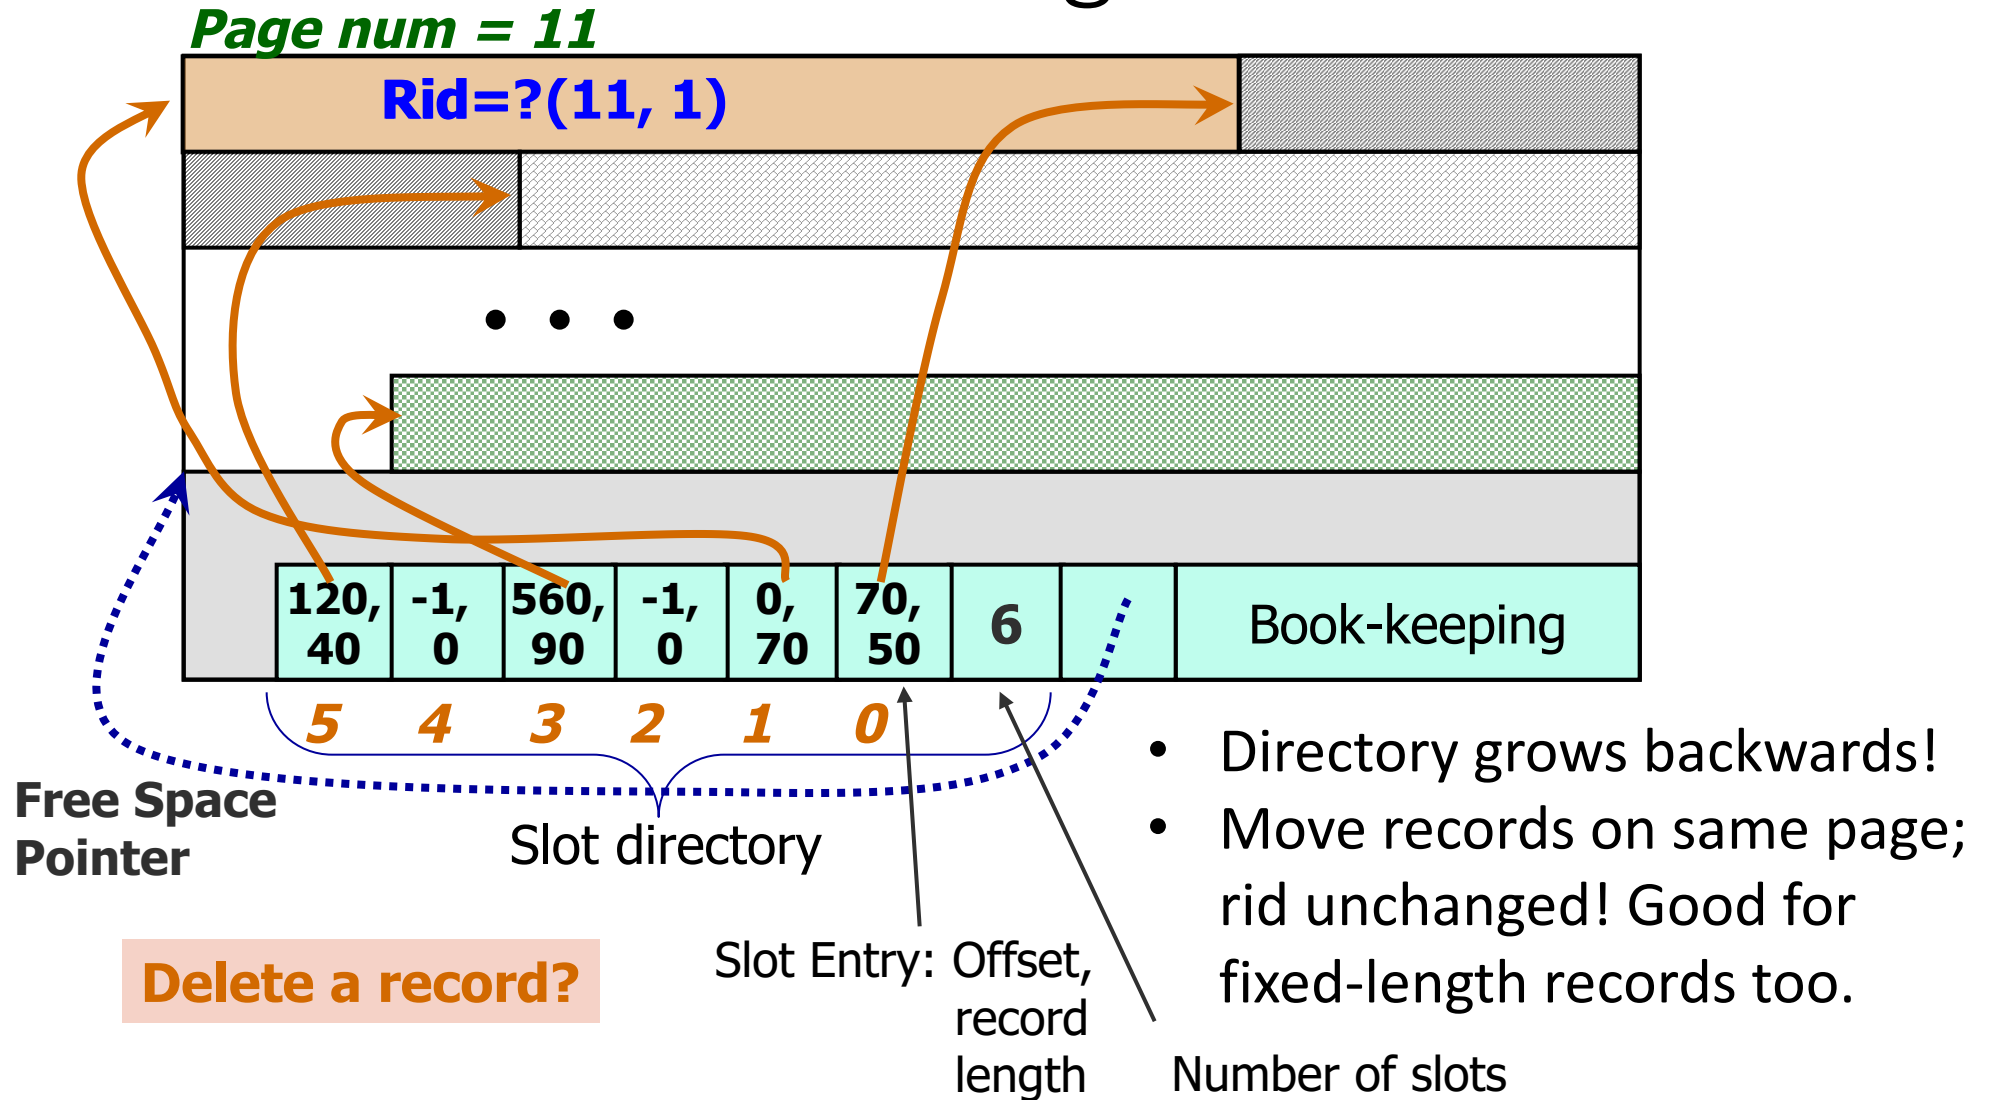 Page num = 11
Rid=?(11, 1)
• • •
120, -1, 560, -1, 0, 70,
40 0 90 0 70 50
6
Book-keeping
5 4 3 2 1 0
Free Space
Pointer
Slot directory
Delete a record?
Slot Entry: Offset,
record
length
Number of slots
• Directory grows backwards!
• Move records on same page;
rid unchanged! Good for
fixed-length records too.